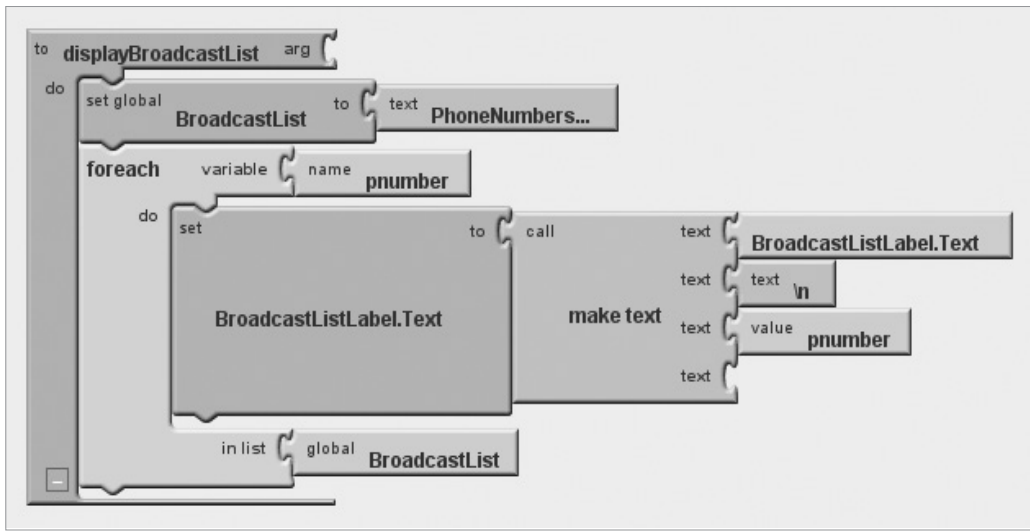 to displayBroadcastList arg
do
set global BroadcastList to text PhoneNumbers...
foreach variable name pnumber
do
set BroadcastListLabel.Text to call make text
text BroadcastListLabel.Text
text text \n
text value pnumber
text
in list global BroadcastList